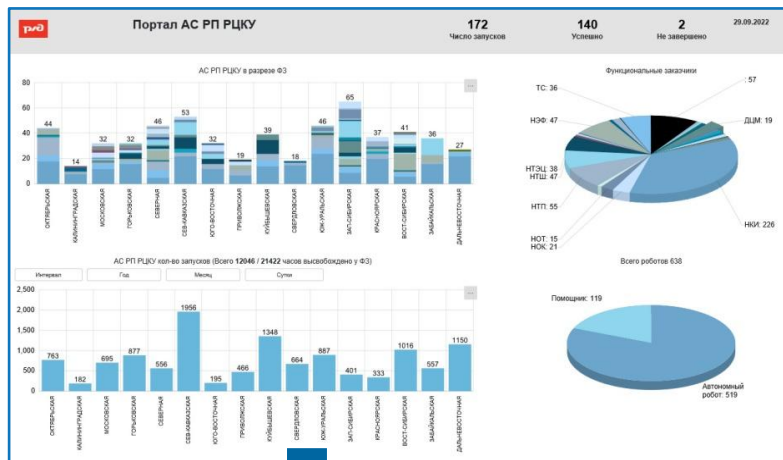 ржд
Портал АС РП РЦКУ
172
Число запусков
140
Успешно
2
Не завершено
29.09.2022
АС РП РЦКУ в разрезе ФЗ
...
80
60
40
20
0
44
14
32
32
46
53
32
19
39
18
46
65
37
41
36
27
ОКТЯБРЬСКАЯ
КАЛИНИНГРАДСКАЯ
МОСКОВСКАЯ
ГОРЬКОВСКАЯ
СЕВЕРНАЯ
СЕВ-КАВКАЗСКАЯ
ЮГО-ВОСТОЧНАЯ
ПРИВОЛЖСКАЯ
КУЙБЫШЕВСКАЯ
СВЕРДЛОВСКАЯ
ЮЖ-УРАЛЬСКАЯ
ЗАП-СИБИРСКАЯ
КРАСНОЯРСКАЯ
ВОСТ-СИБИРСКАЯ
ЗАБАЙКАЛЬСКАЯ
ДАЛЬНЕВОСТОЧНАЯ
Функциональные заказчики
ТС: 36
: 57
НЭФ: 47
ДЦМ: 19
НТЭЦ: 38
НТШ: 47
НТП: 55
НОТ: 15
НОК: 21
НКИ: 226
АС РП РЦКУ кол-во запусков (Всего 12046 / 21422 часов высвобождено у ФЗ)
Интервал
Год
Месяц
Сутки
...
2,500
2,000
1,500
1,000
500
0
763
182
695
877
556
1956
195
466
1348
664
887
401
333
1016
557
1150
ОКТЯБРЬСКАЯ
КАЛИНИНГРАДСКАЯ
МОСКОВСКАЯ
ГОРЬКОВСКАЯ
СЕВЕРНАЯ
СЕВ-КАВКАЗСКАЯ
ЮГО-ВОСТОЧНАЯ
ПРИВОЛЖСКАЯ
КУЙБЫШЕВСКАЯ
СВЕРДЛОВСКАЯ
ЮЖ-УРАЛЬСКАЯ
ЗАП-СИБИРСКАЯ
КРАСНОЯРСКАЯ
ВОСТ-СИБИРСКАЯ
ЗАБАЙКАЛЬСКАЯ
ДАЛЬНЕВОСТОЧНАЯ
Всего роботов 638
Помощник: 119
Автономный
робот: 519